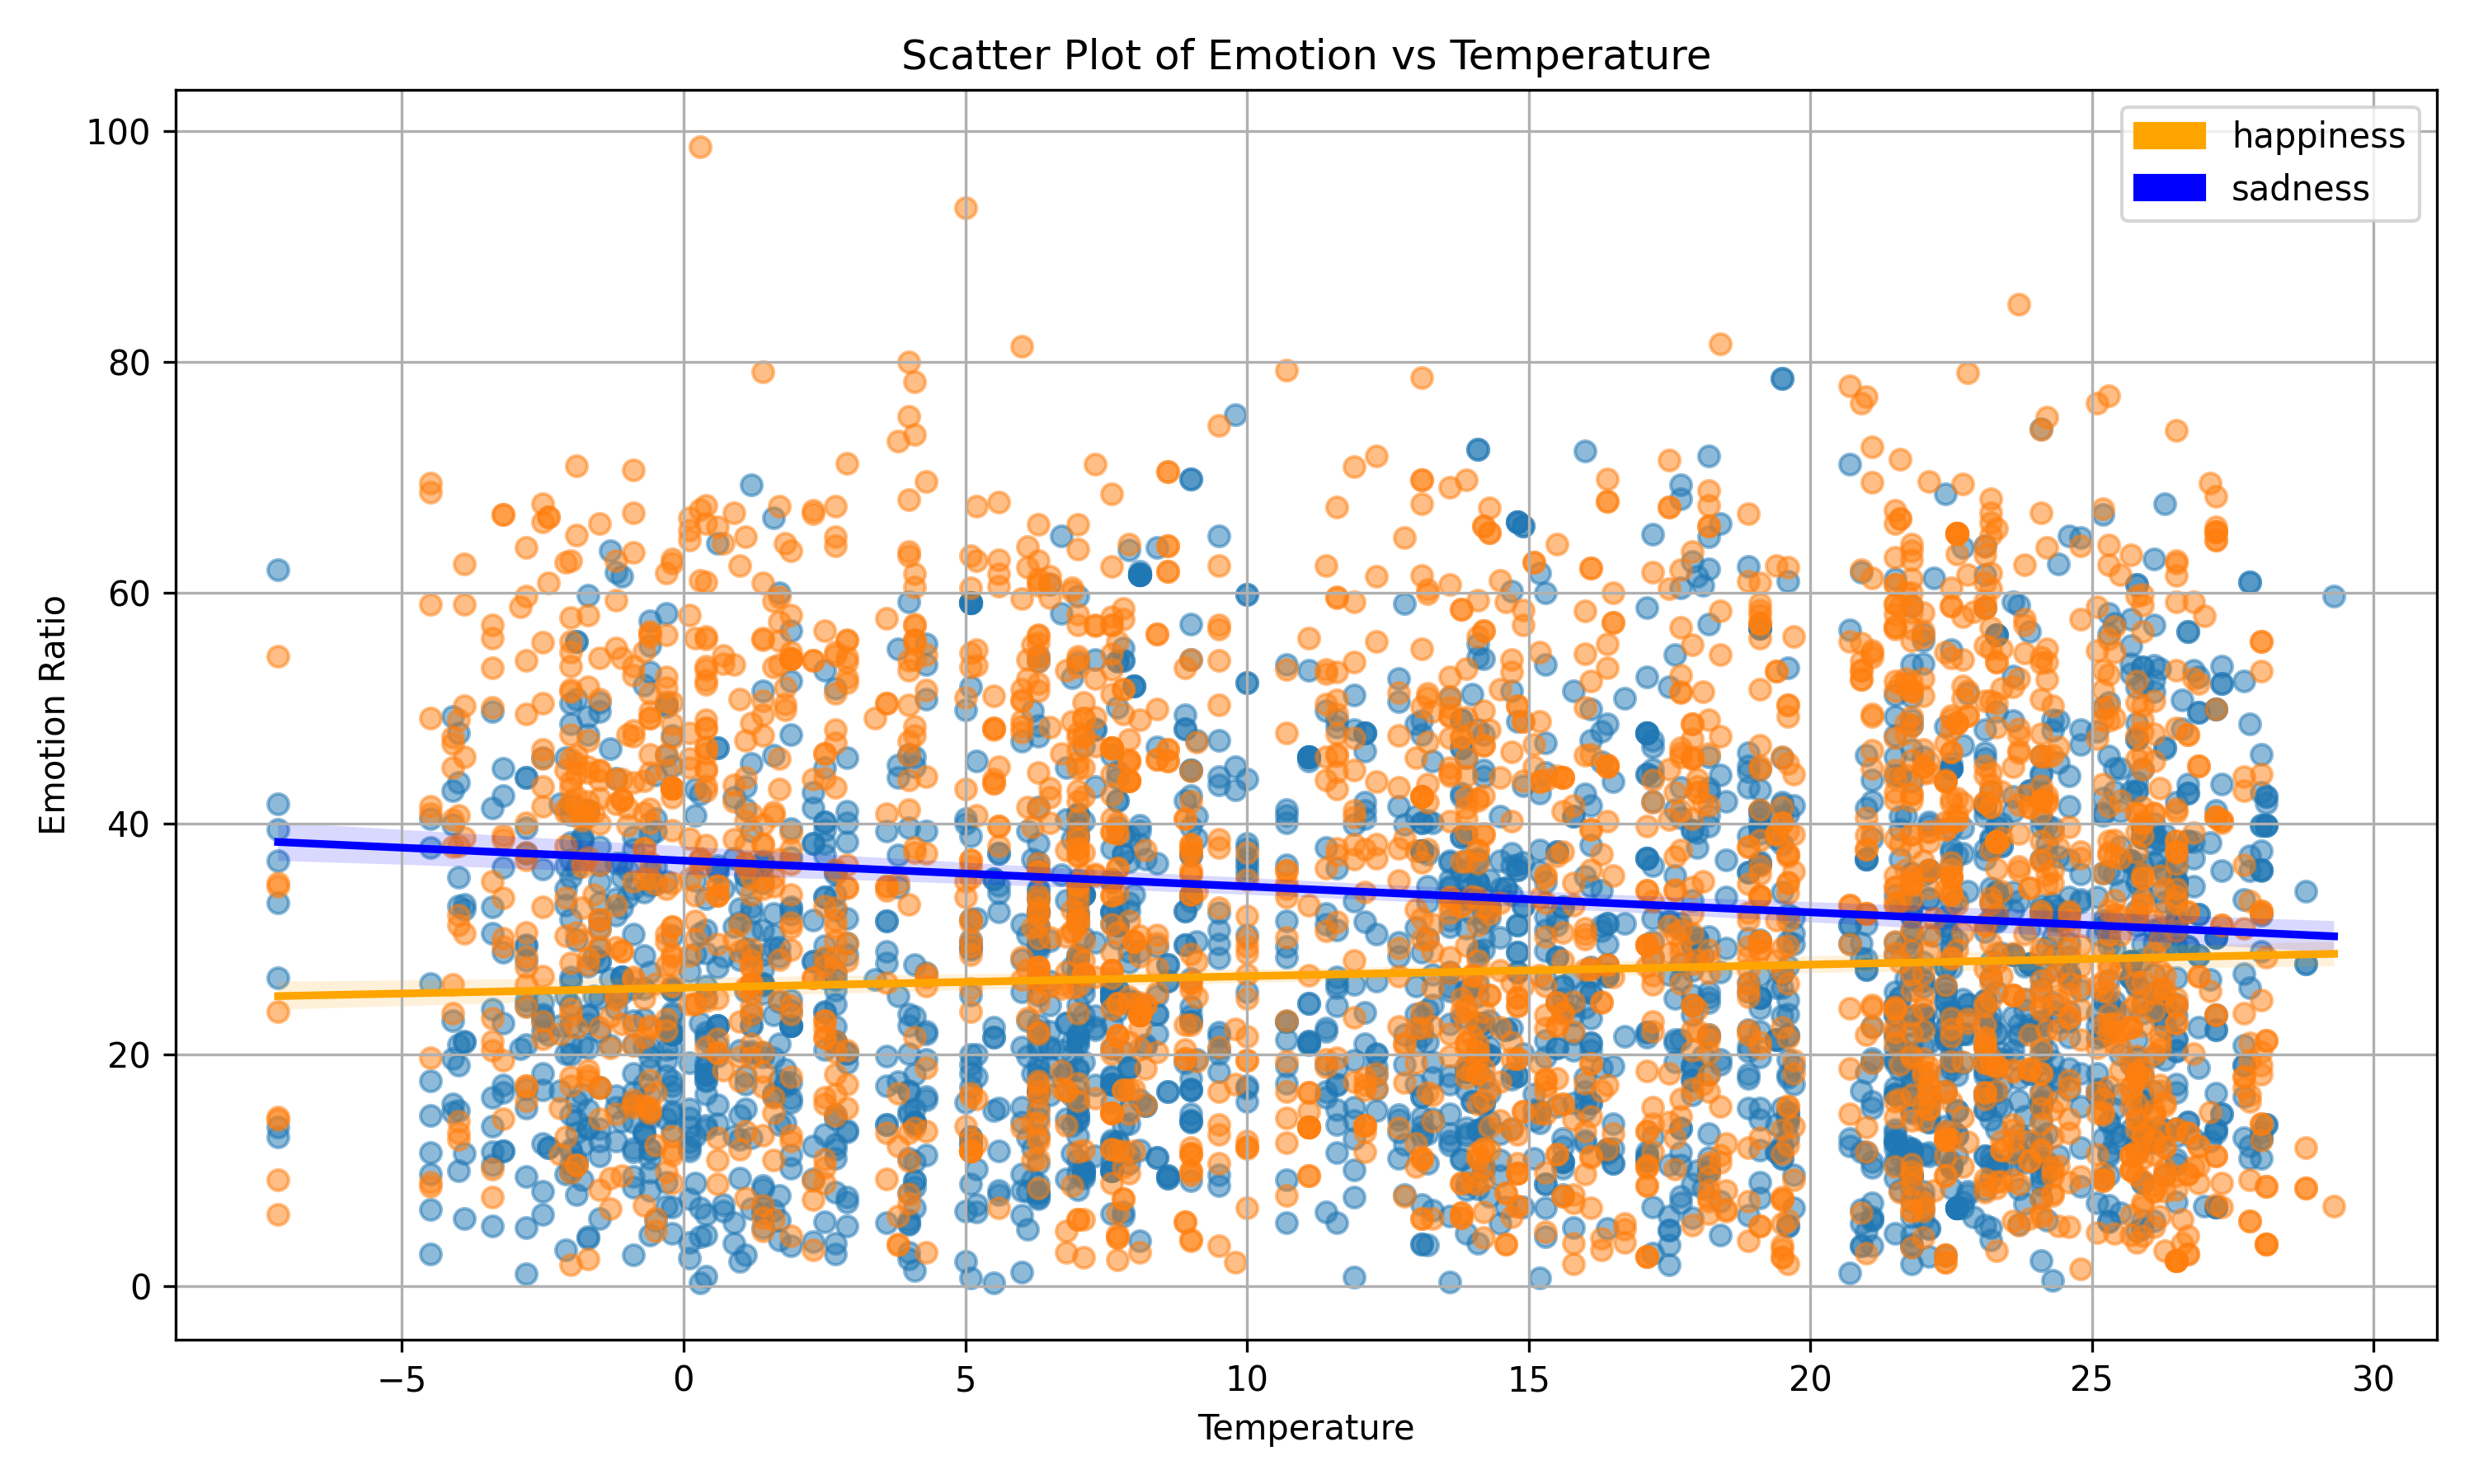 Scatter Plot of Emotion vs Temperature
happiness
sadness
Emotion Ratio
100
80
60
40
20
0
−5
0
5
10
15
20
25
30
Temperature